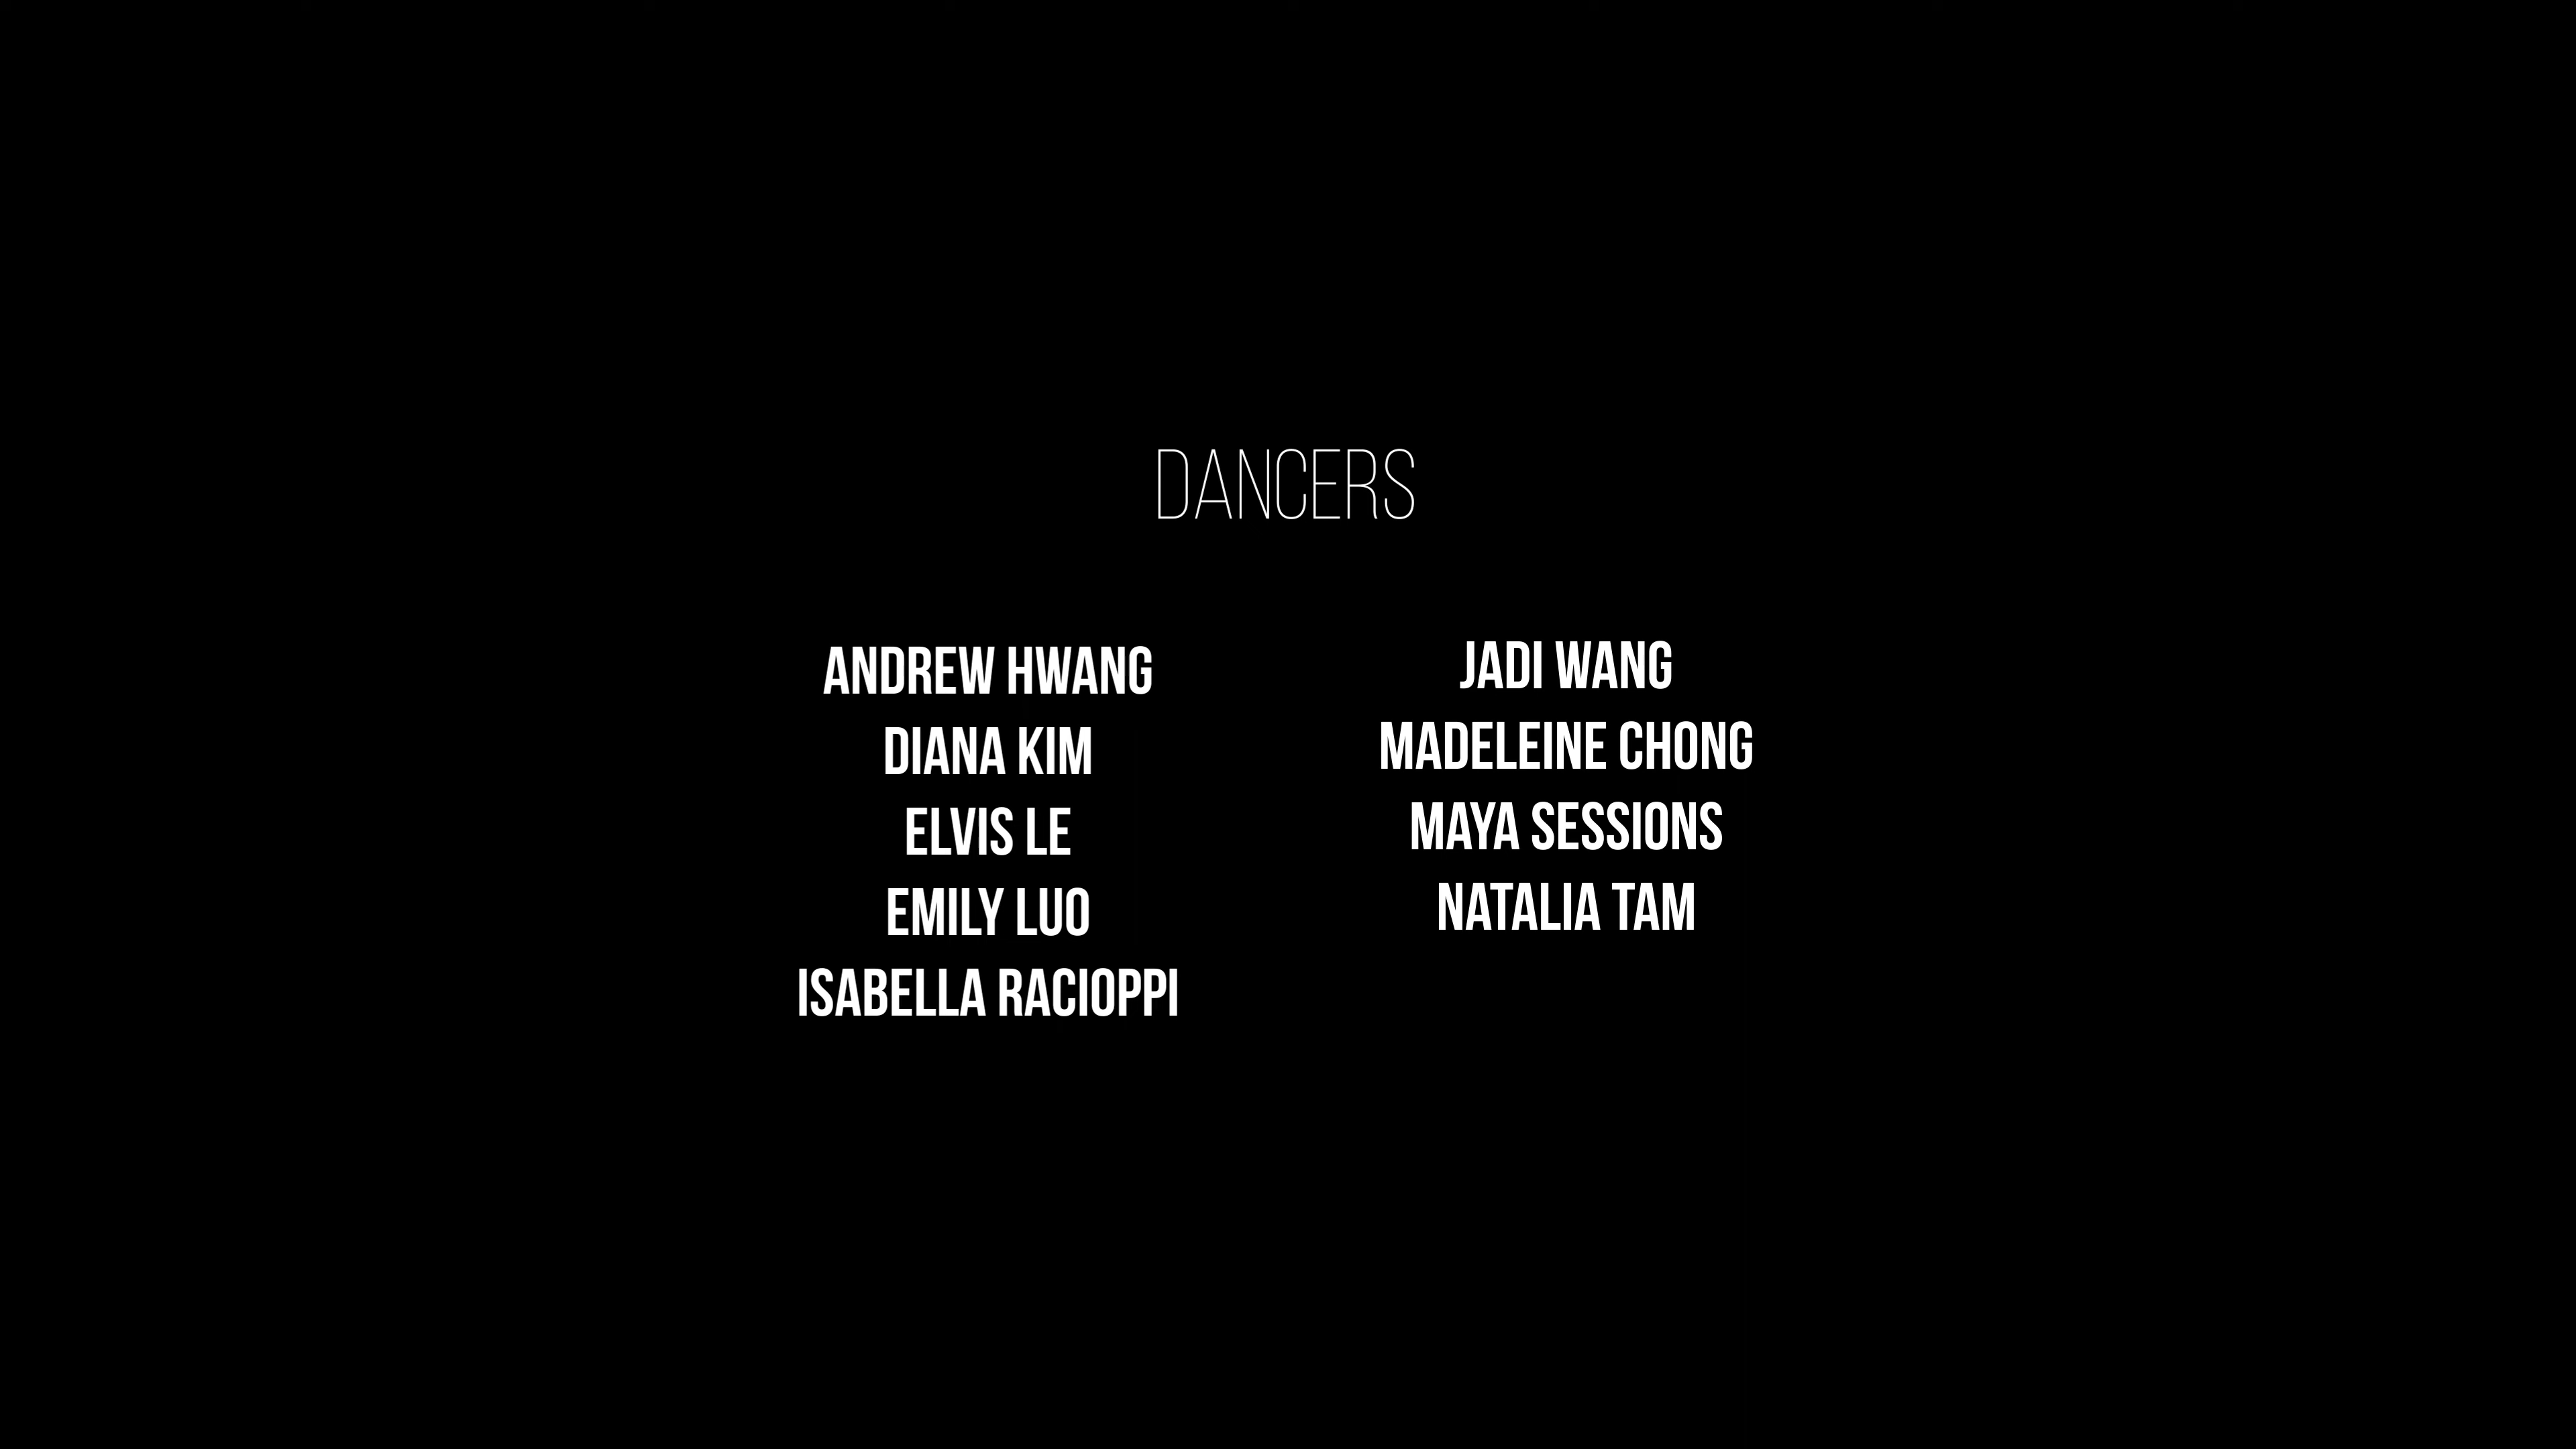 DANCERS
ANDREW HWANG
DIANA KIM
ELVIS LE
EMILY LUO
ISABELLA RACIOPPI
JADI WANG
MADELEINE CHONG
MAYA SESSIONS
NATALIA TAM